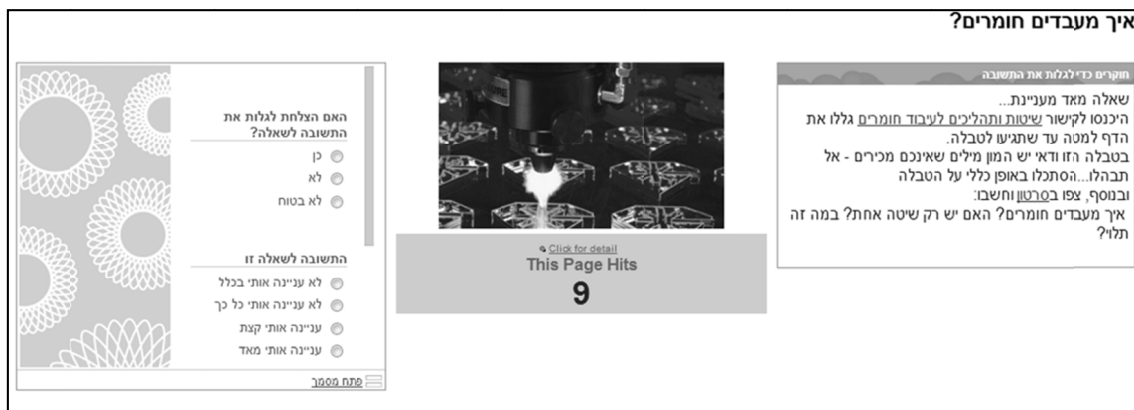 איך מעבדים חומרים?
חוקרים כדי לגלות את התשובה
שאלה מאד מעניינת...
היכנסו לקישור שיטות ותהליכים לעיבוד חומרים גללו את
הדף למטה עד שתגיעו לטבלה.
בטבלה הזו ודאי יש המון מילים שאינכם מכירים - אל
תבהלו...הסתכלו באופן כללי על הטבלה
ובנוסף, צפו בסרטון וחשבו:
איך מעבדים חומרים? האם יש רק שיטה אחת? במה זה
תלוי?
Click for detail
This Page Hits
9
האם הצלחת לגלות את
התשובה לשאלה?
כן
לא
לא בטוח
התשובה לשאלה זו
לא עניינה אותי בכלל
לא עניינה אותי כל כך
עניינה אותי קצת
עניינה אותי מאד
פתח מסמך